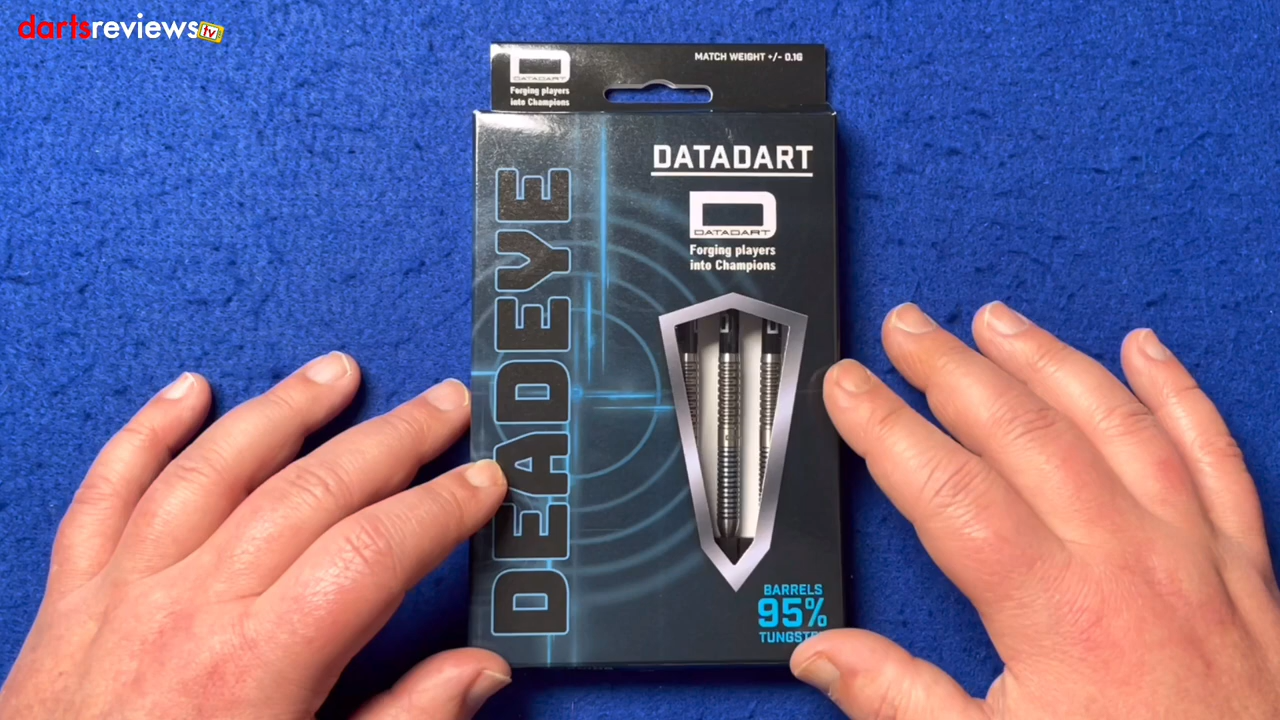 dartsreviews tv
DATADART
Forging players
into Champions
MATCH WEIGHT +/- 0.1G
DEADEYE
DATADART
DATADART
Forging players
into Champions
BARRELS
95%